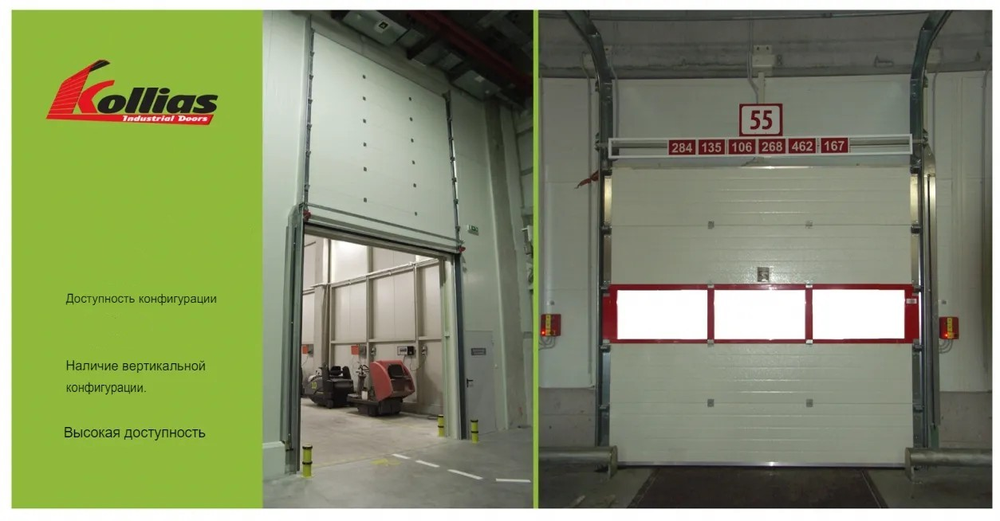 Kollias
Industrial Doors
Доступность конфигурации
Наличие вертикальной
конфигурации.
Высокая доступность
55
284 135 106 268 462 167